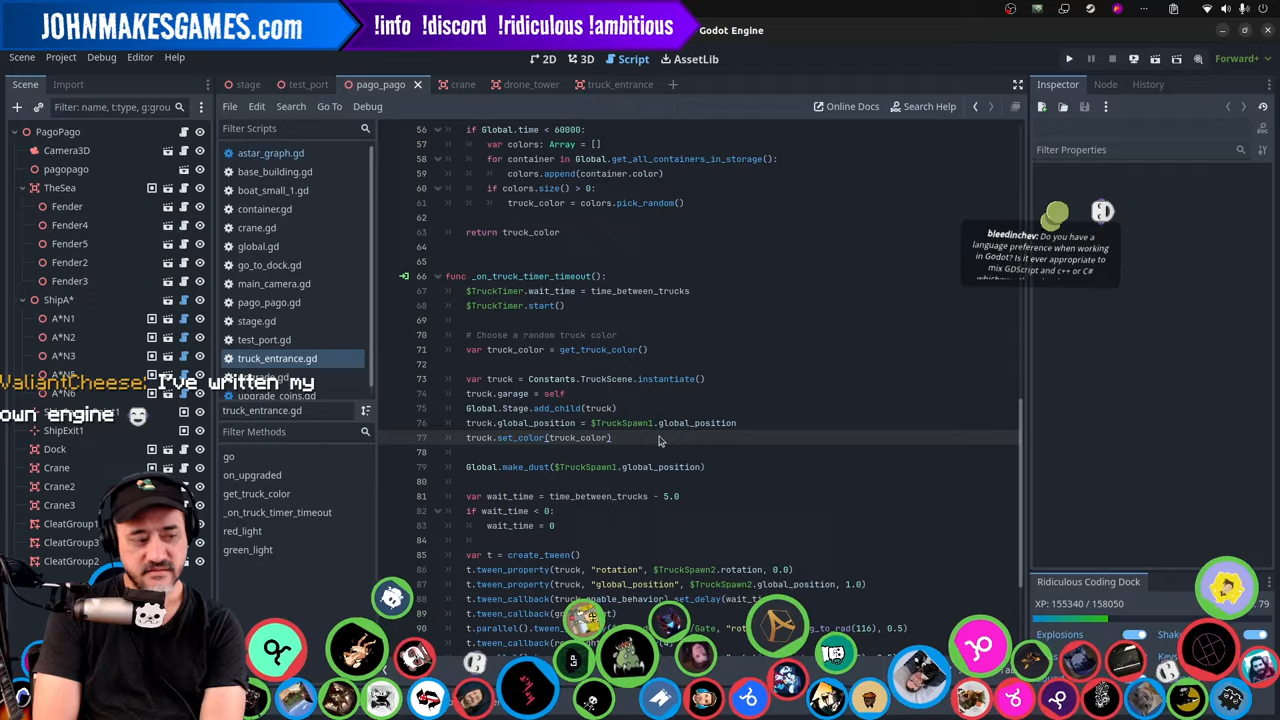 JOHNMAKESGAMES.COM
!info !discord !ridiculous !ambitious
Godot Engine
Scene Project Debug Editor Help
2D 3D Script AssetLib
Forward+
Scene Import
stage test_port pago_pago crane drone_tower truck_entrance
Inspector Node History
Filter: name, t:type, g:grou
File Edit Search Go To Debug
Online Docs Search Help
Filter Scripts
Filter Properties
PagoPago
Camera3D
pagopago
TheSea
Fender
Fender4
Fender5
Fender2
Fender3
ShipA*
A*N1
A*N2
A*N3
A*N6
ShipExit1
Dock
Crane
Crane2
Crane3
CleatGroup1
CleatGroup3
CleatGroup2
ValiantCheese: I've written my
own engine
astar_graph.gd
base_building.gd
boat_small_1.gd
container.gd
crane.gd
global.gd
go_to_dock.gd
main_camera.gd
pago_pago.gd
stage.gd
test_port.gd
truck_entrance.gd
upgrade_coins.gd
truck_entrance.gd
Filter Methods
go
on_upgraded
get_truck_color
_on_truck_timer_timeout
red_light
green_light
56 if Global.time < 60000:
57 var colors: Array = []
58 for container in Global.get_all_containers_in_storage():
59 colors.append(container.color)
60 if colors.size() > 0:
61 truck_color = colors.pick_random()
62
63 return truck_color
64
65
66 func _on_truck_timer_timeout():
67 $TruckTimer.wait_time = time_between_trucks
68 $TruckTimer.start()
69
70 # Choose a random truck color
71 var truck_color = get_truck_color()
72
73 var truck = Constants.TruckScene.instantiate()
74 truck.garage = self
75 Global.Stage.add_child(truck)
76 truck.global_position = $TruckSpawn1.global_position
77 truck.set_color(truck_color)
78
79 Global.make_dust($TruckSpawn1.global_position)
80
81 var wait_time = time_between_trucks - 5.0
82 if wait_time < 0:
83 wait_time = 0
84
85 var t = create_tween()
86 t.tween_property(truck, "rotation", $TruckSpawn2.rotation, 0.0)
87 t.tween_property(truck, "global_position", $TruckSpawn2.global_position, 1.0)
88 t.tween_callback(truck.enable_behavior).set_delay(wait_
89 t.tween_callback(
90 t.parallel().tween_
bleedinchev: Do you have a
language preference when working
in Godot? Is it ever appropriate to
mix GDScript and c++ or C#
Ridiculous Coding Dock
XP: 155340 / 158050
79
Explosions